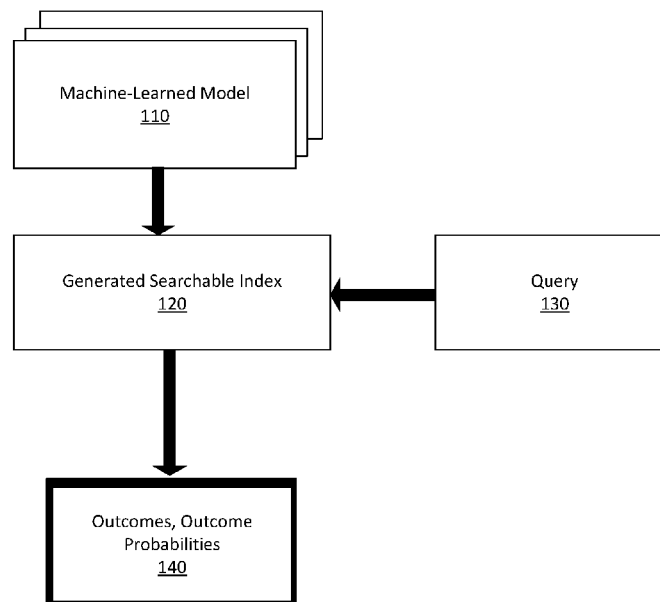 Machine-Learned Model
110
Generated Searchable Index
120
Query
130
Outcomes, Outcome
Probabilities
140